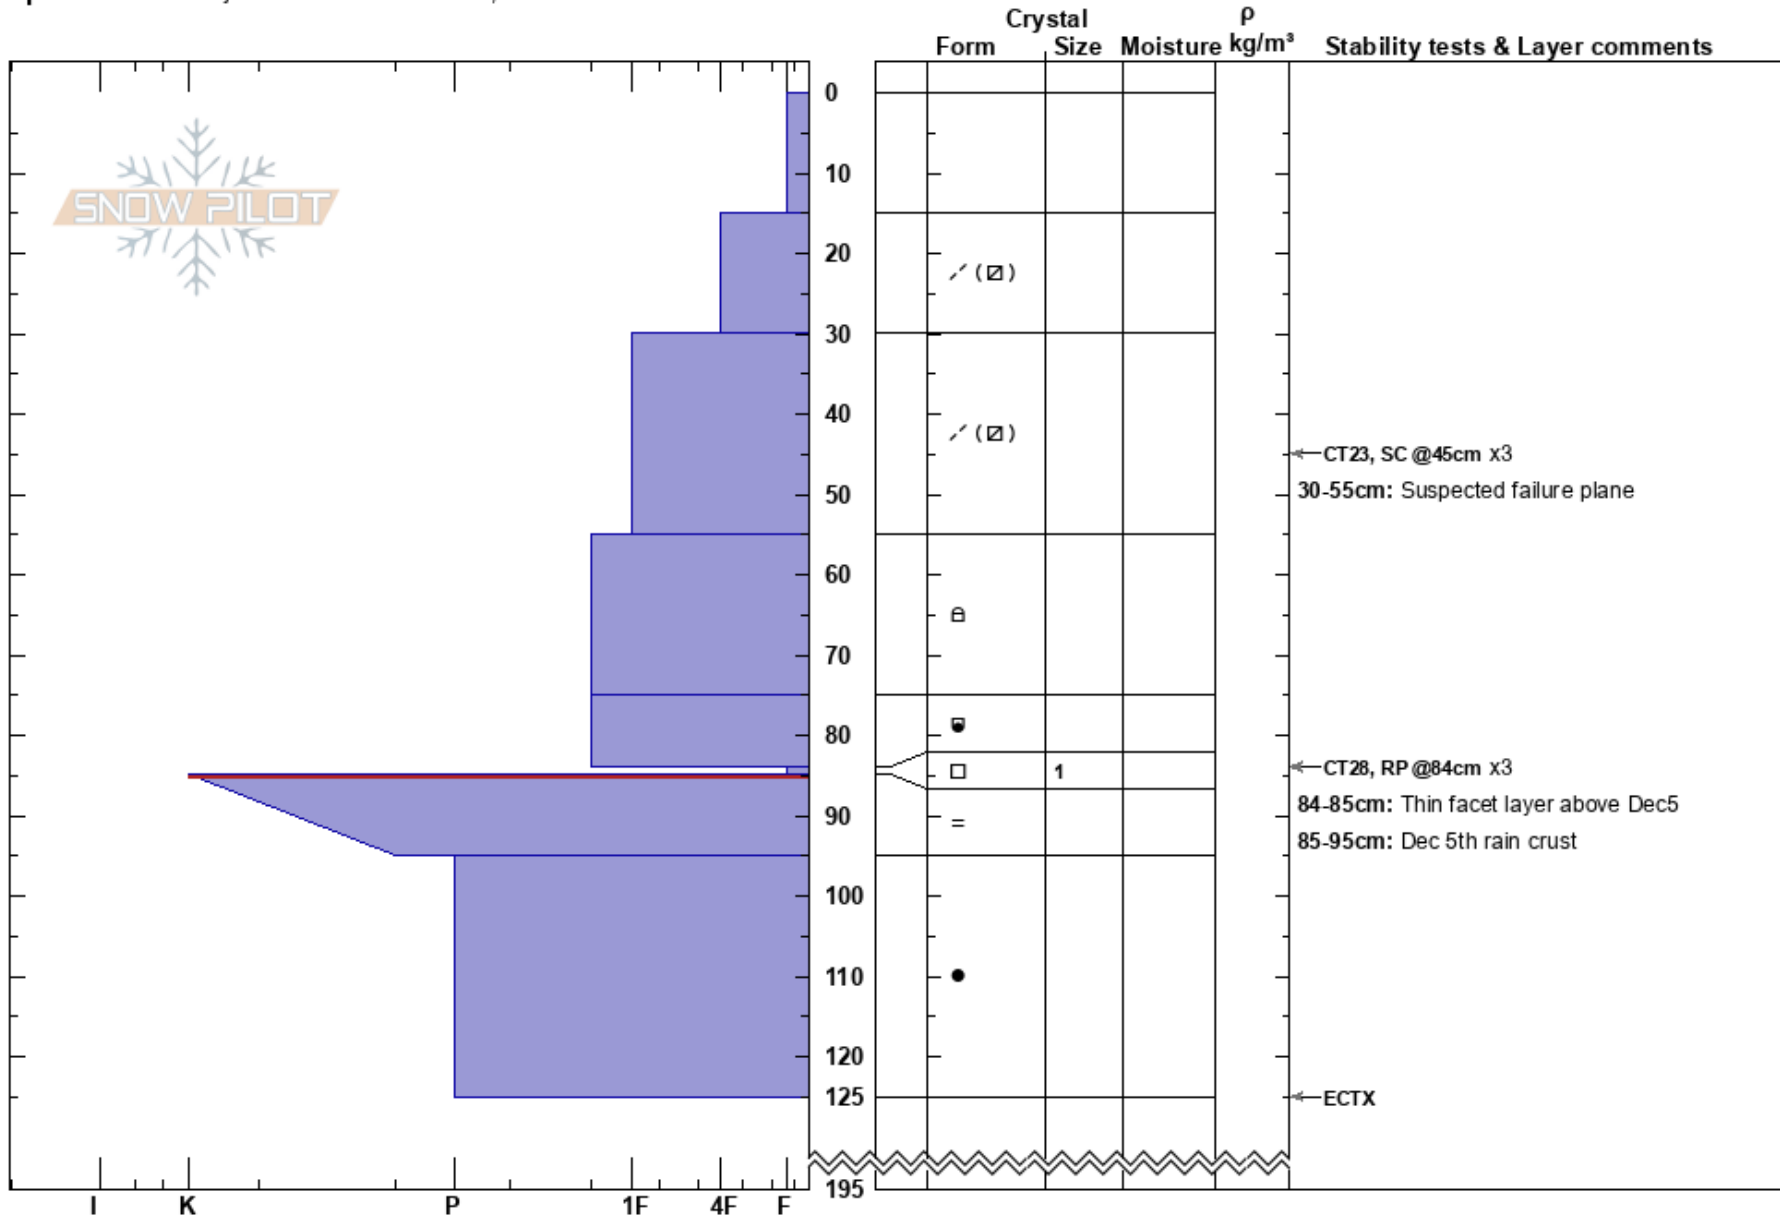 Crystal ρ
Form Size Moisture kg/m³ Stability tests & Layer comments
SNOW PILOT
0
10
20
30
40
CT23, SC @45cm x3
30-55cm: Suspected failure plane
50
60
70
80
CT28, RP @84cm x3
1
84-85cm: Thin facet layer above Dec5
90
85-95cm: Dec 5th rain crust
100
110
120
125
ECTX
195
I K P 1F 4F F